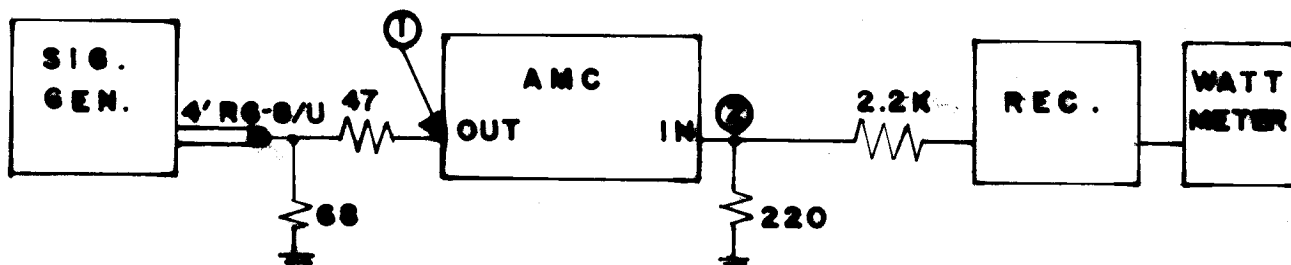 SIG.
GEN.
4' RG-8/U
47
68
1
AMC
OUT
IN
2
220
2.2K
REC.
WATT
METER